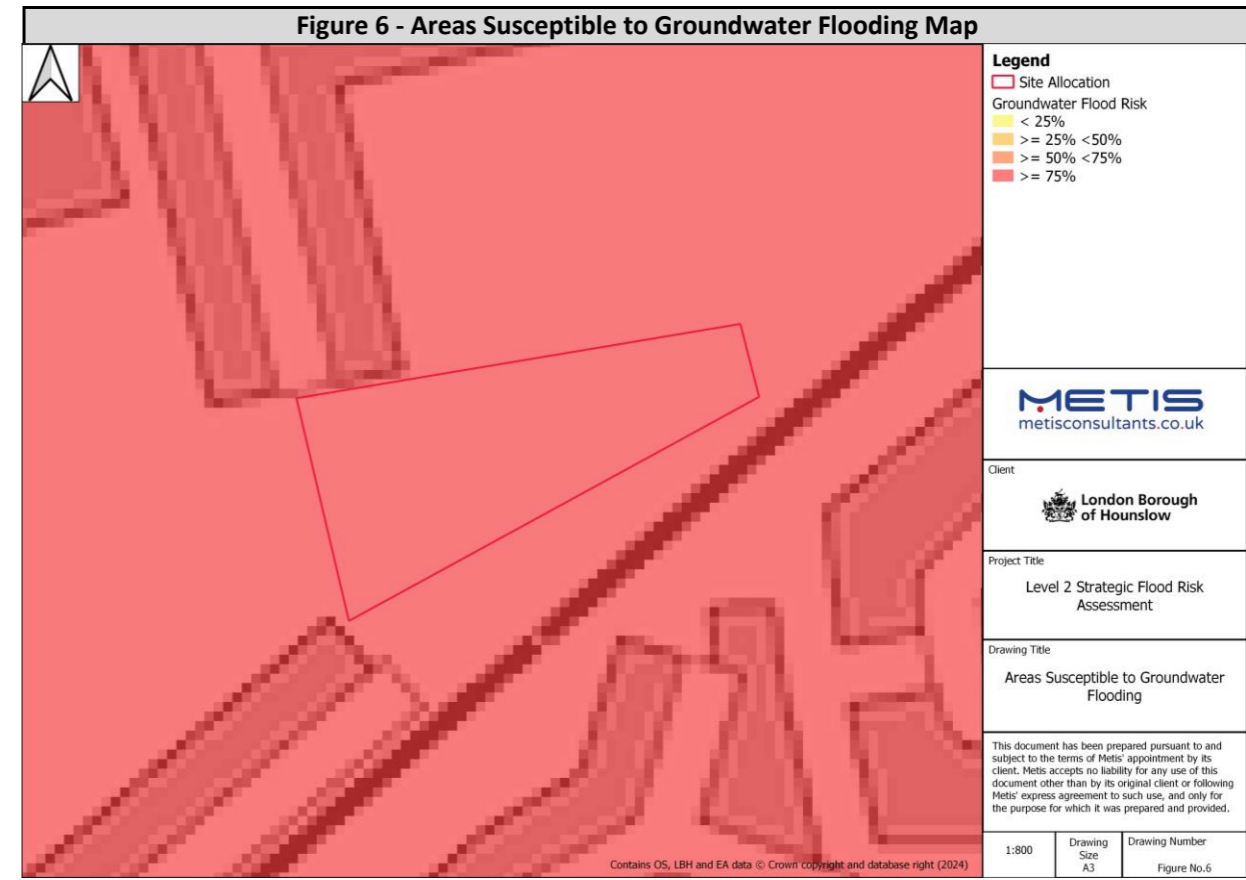 Figure 6 - Areas Susceptible to Groundwater Flooding Map
Legend
Site Allocation
Groundwater Flood Risk
< 25%
>= 25% <50%
>= 50% <75%
>= 75%
METIS
metisconsultants.co.uk
Client
London Borough
of Hounslow
Project Title
Level 2 Strategic Flood Risk
Assessment
Drawing Title
Areas Susceptible to Groundwater
Flooding
This document has been prepared pursuant to and
subject to the terms of Metis' appointment by its
client. Metis accepts no liability for any use of this
document other than by its original client or following
Metis' express agreement to such use, and only for
the purpose for which it was prepared and provided.
1:800
Drawing
Size
A3
Drawing Number
Figure No.6
Contains OS, LBH and EA data © Crown copyright and database right (2024)